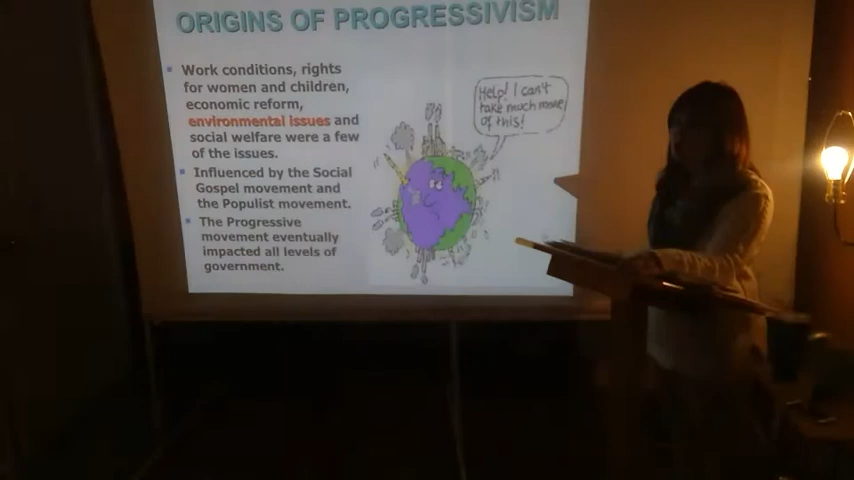 ORIGINS OF PROGRESSIVISM
Work conditions, rights
for women and children,
economic reform,
environmental issues and
social welfare were a few
of the issues.
Influenced by the Social
Gospel movement and
the Populist movement.
The Progressive
movement eventually
impacted all levels of
government.
Help! I can't
take much more
of this!